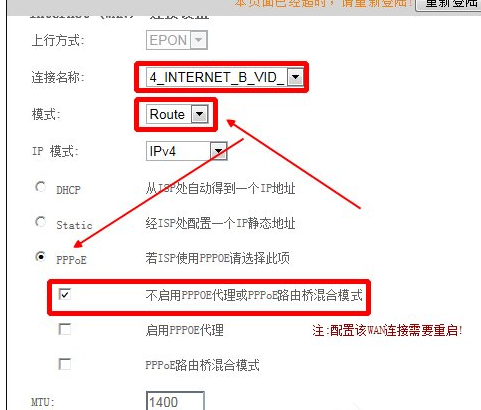 本页面已经超时，请重新登陆! 重新登陆
Internet (WAN) 连接设置
上行方式: EPON
连接名称: 4_INTERNET_B_VID_
模式: Route
IP 模式: IPv4
DHCP 从ISP处自动得到一个IP地址
Static 经ISP处配置一个IP静态地址
PPPoE 若ISP使用PPPOE请选择此项
不启用PPPOE代理或PPPoE路由桥混合模式
启用PPPOE代理 注:配置该WAN连接需要重启!
PPPoE路由桥混合模式
MTU: 1400